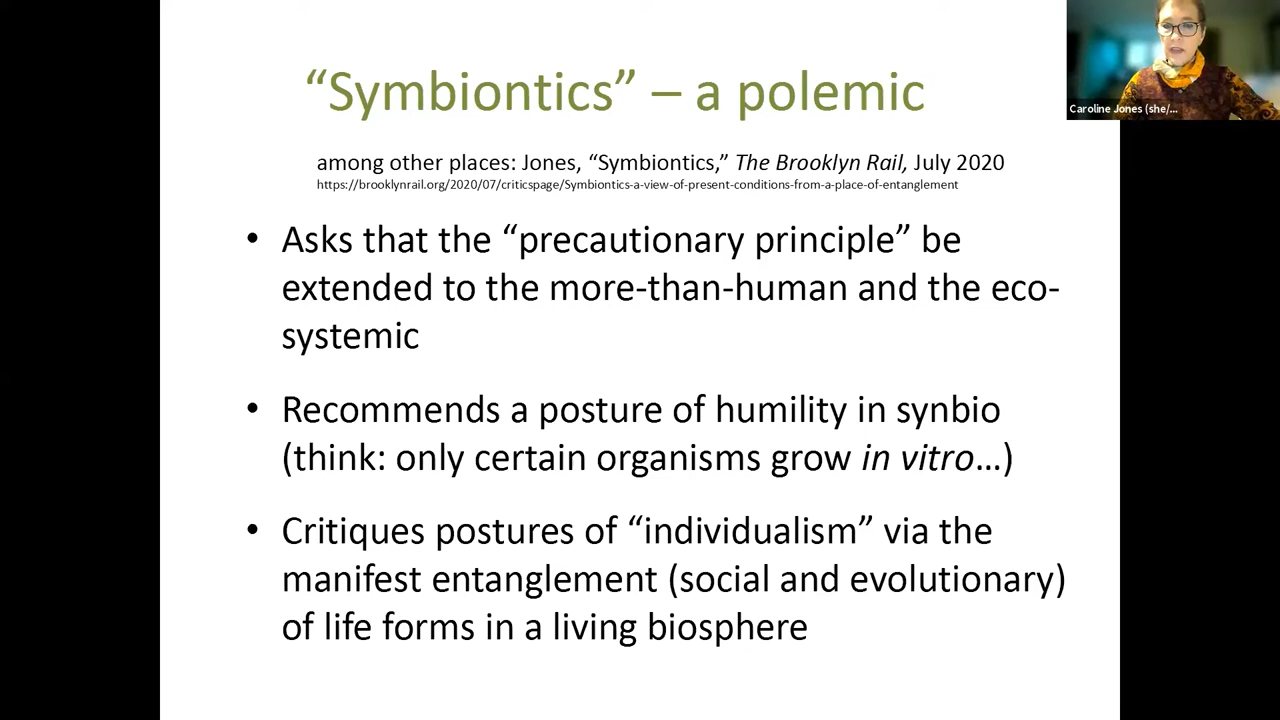 “Symbiontics” – a polemic
Caroline Jones (she/...
among other places: Jones, “Symbiontics,” The Brooklyn Rail, July 2020
https://brooklynrail.org/2020/07/criticspage/Symbiontics-a-view-of-present-conditions-from-a-place-of-entanglement
• Asks that the “precautionary principle” be
extended to the more-than-human and the eco-
systemic
• Recommends a posture of humility in synbio
(think: only certain organisms grow in vitro…)
• Critiques postures of “individualism” via the
manifest entanglement (social and evolutionary)
of life forms in a living biosphere